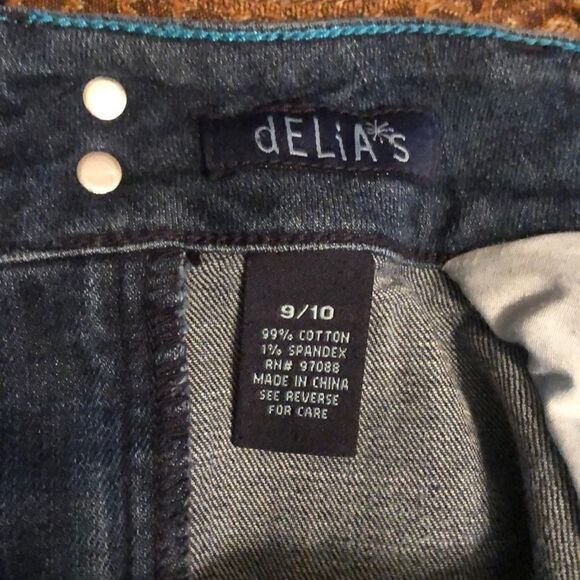 dELiA*s
9/10
99% COTTON
1% SPANDEX
RN# 97088
MADE IN CHINA
SEE REVERSE
FOR CARE